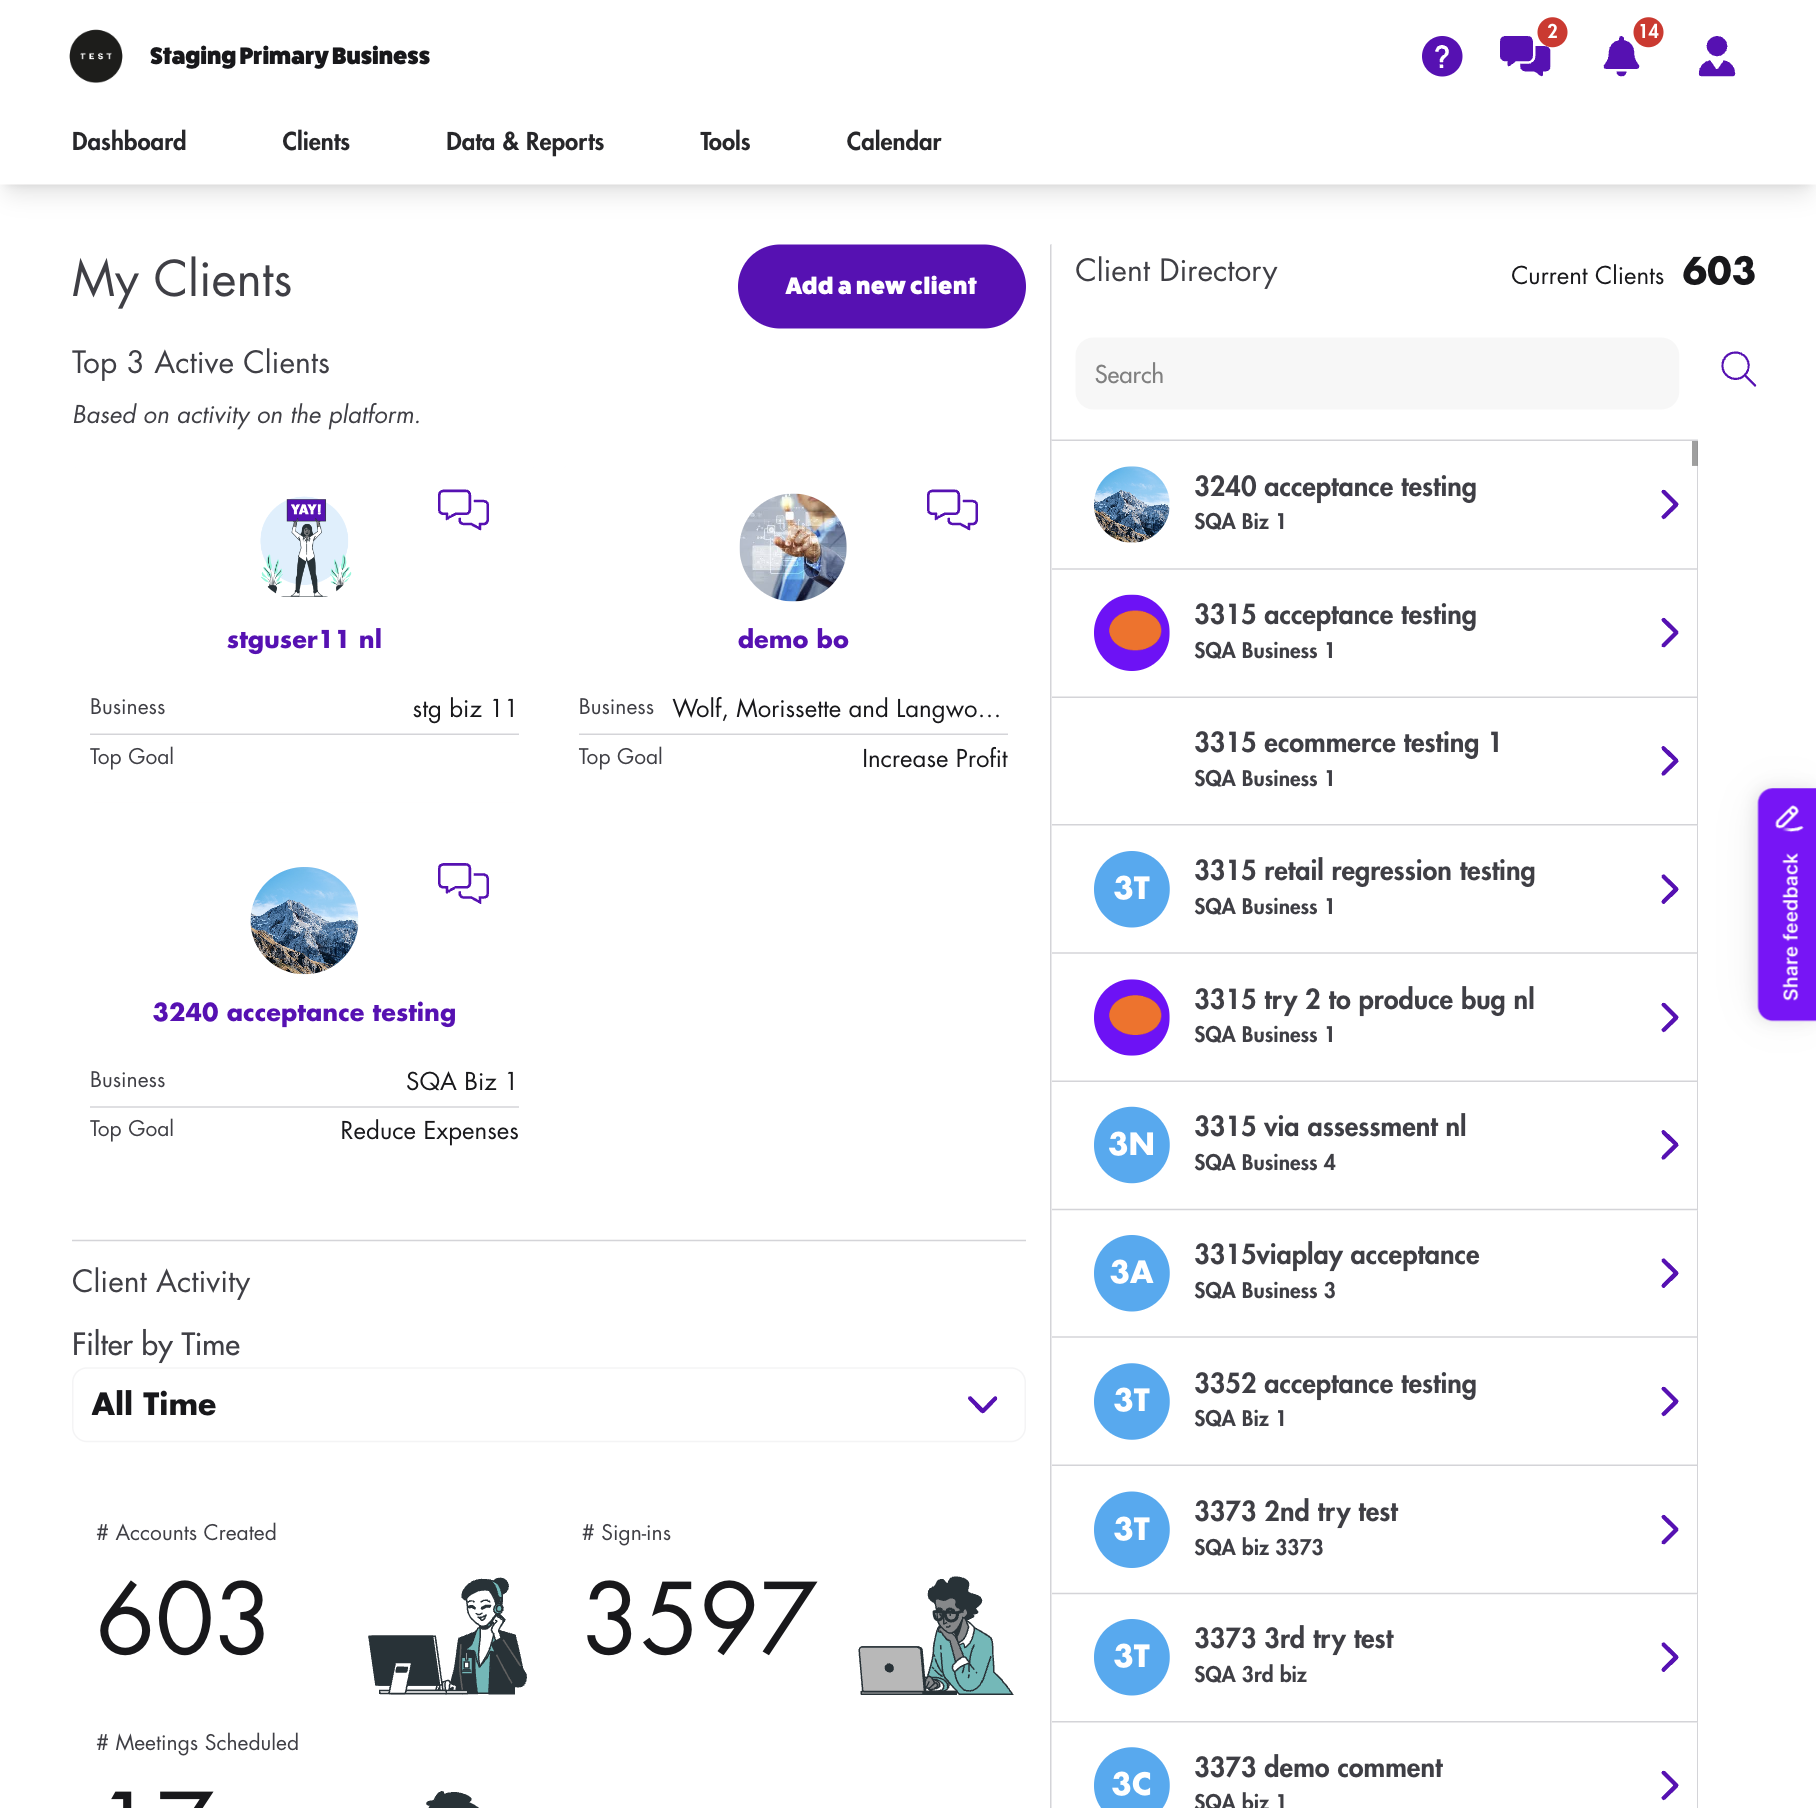 TEST
Staging Primary Business
?
2
14
Dashboard
Clients
Data & Reports
Tools
Calendar
My Clients
Add a new client
Top 3 Active Clients
Based on activity on the platform.
YAY!
stguser11 nl
Business
stg biz 11
Top Goal
demo bo
Business
Wolf, Morissette and Langwo...
Top Goal
Increase Profit
3240 acceptance testing
Business
SQA Biz 1
Top Goal
Reduce Expenses
Client Activity
Filter by Time
All Time
# Accounts Created
603
# Sign-ins
3597
# Meetings Scheduled
17
Client Directory
Current Clients 603
Search
3240 acceptance testing
SQA Biz 1
3315 acceptance testing
SQA Business 1
3315 ecommerce testing 1
SQA Business 1
3T
3315 retail regression testing
SQA Business 1
3315 try 2 to produce bug nl
SQA Business 1
3N
3315 via assessment nl
SQA Business 4
3A
3315viaplay acceptance
SQA Business 3
3T
3352 acceptance testing
SQA Biz 1
3T
3373 2nd try test
SQA biz 3373
3T
3373 3rd try test
SQA 3rd biz
3C
3373 demo comment
SQA biz 1
Share feedback